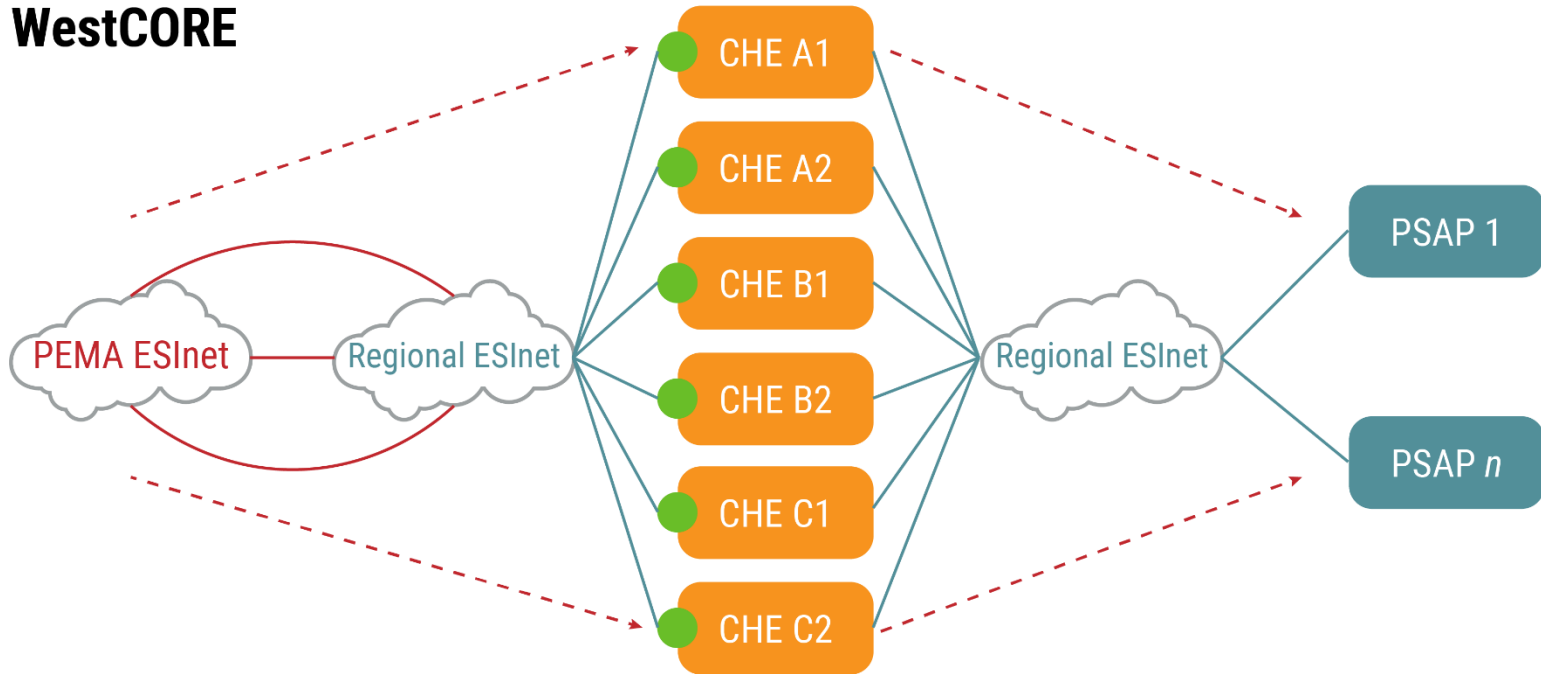 WestCORE
CHE A1
CHE A2
CHE B1
CHE B2
CHE C1
CHE C2
PEMA ESInet
Regional ESInet
Regional ESInet
PSAP 1
PSAP n